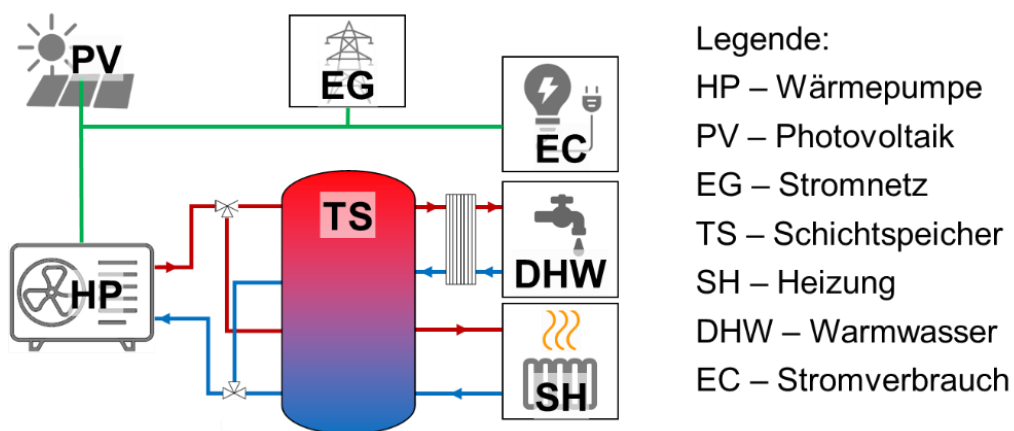 PV
EG
EC
TS
DHW
HP
SH
Legende:
HP – Wärmepumpe
PV – Photovoltaik
EG – Stromnetz
TS – Schichtspeicher
SH – Heizung
DHW – Warmwasser
EC – Stromverbrauch